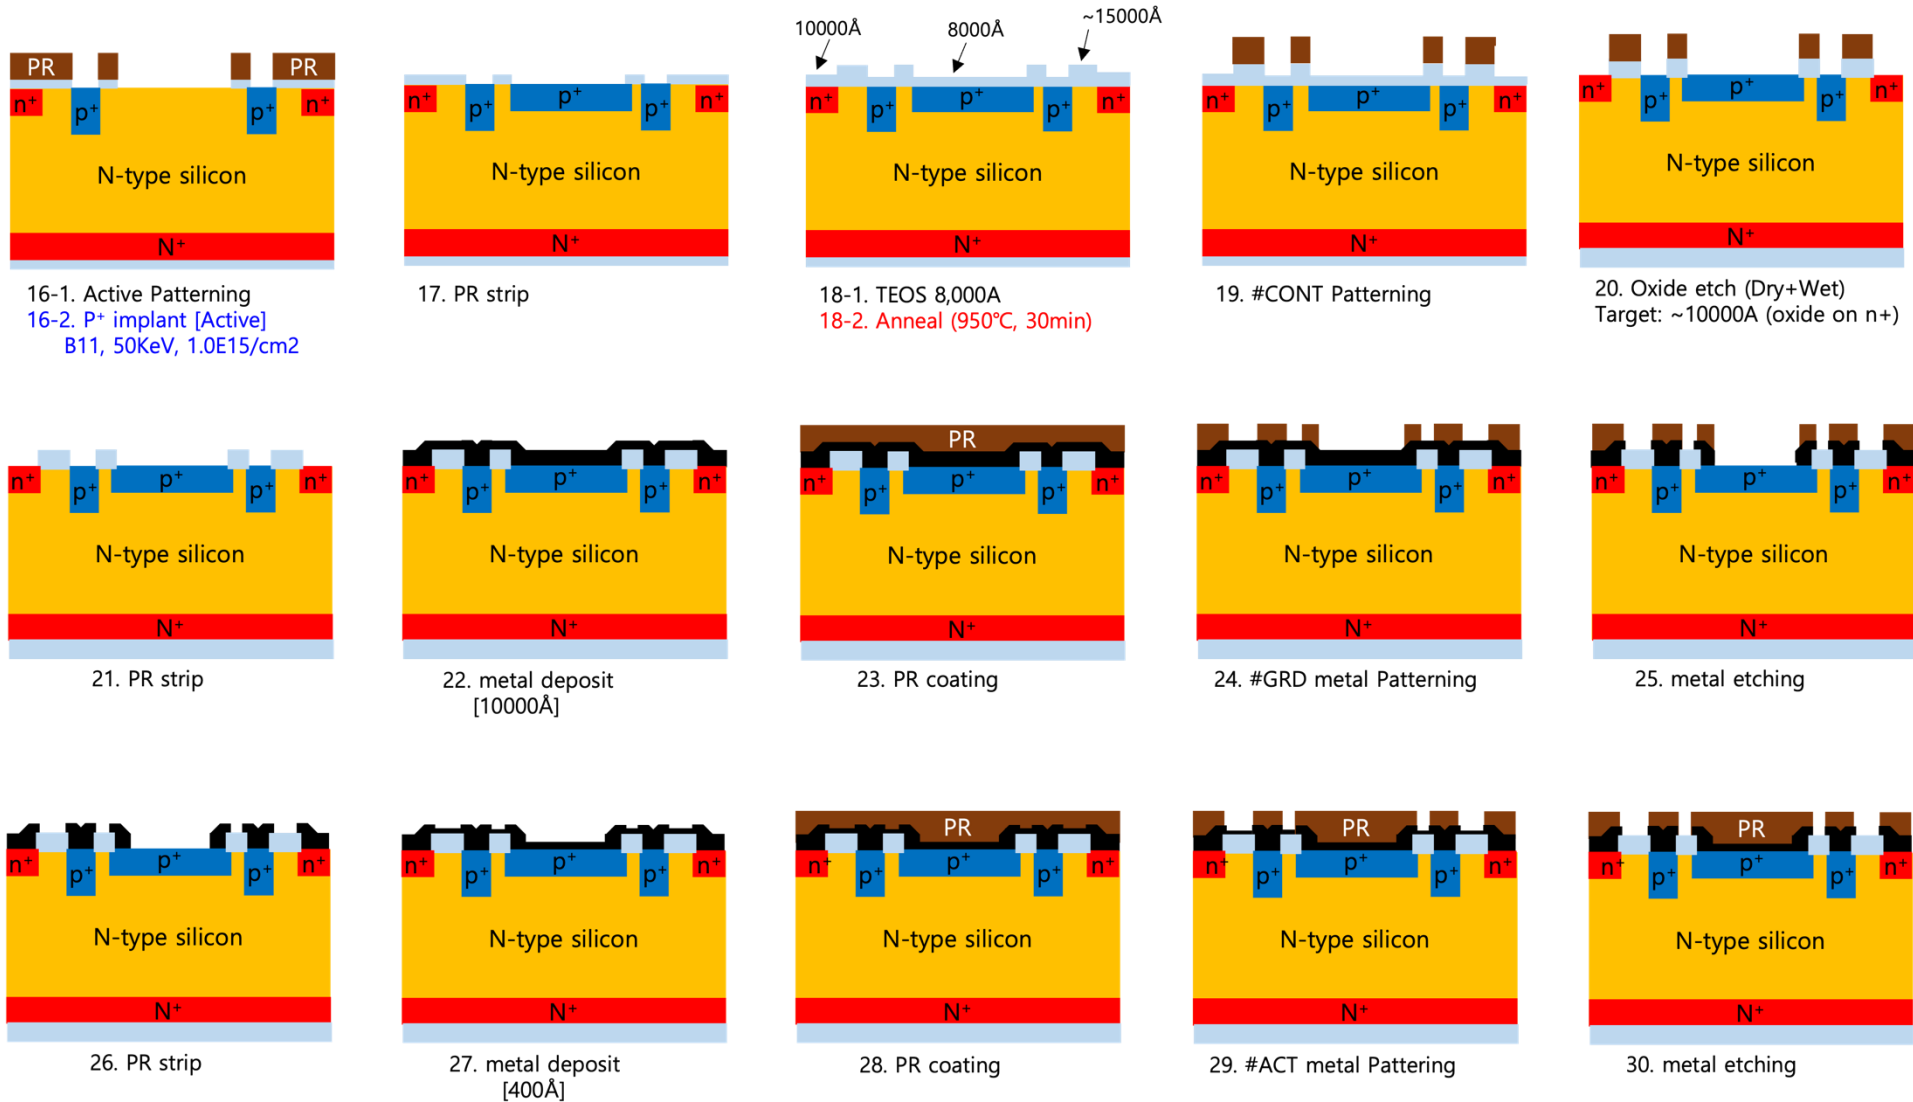 PR PR
n⁺ p⁺ p⁺ n⁺
N-type silicon
N⁺
16-1. Active Patterning
16-2. P⁺ implant [Active]
B11, 50KeV, 1.0E15/cm2
n⁺ p⁺ p⁺ p⁺ n⁺
N-type silicon
N⁺
17. PR strip
10000Å 8000Å ~15000Å
n⁺ p⁺ p⁺ p⁺ n⁺
N-type silicon
N⁺
18-1. TEOS 8,000A
18-2. Anneal (950℃, 30min)
n⁺ p⁺ p⁺ p⁺ n⁺
N-type silicon
N⁺
19. #CONT Patterning
n⁺ p⁺ p⁺ p⁺ n⁺
N-type silicon
N⁺
20. Oxide etch (Dry+Wet)
Target: ~10000A (oxide on n+)
n⁺ p⁺ p⁺ p⁺ n⁺
N-type silicon
N⁺
21. PR strip
n⁺ p⁺ p⁺ p⁺ n⁺
N-type silicon
N⁺
22. metal deposit
[10000Å]
PR
n⁺ p⁺ p⁺ p⁺ n⁺
N-type silicon
N⁺
23. PR coating
n⁺ p⁺ p⁺ p⁺ n⁺
N-type silicon
N⁺
24. #GRD metal Patterning
n⁺ p⁺ p⁺ p⁺ n⁺
N-type silicon
N⁺
25. metal etching
n⁺ p⁺ p⁺ p⁺ n⁺
N-type silicon
N⁺
26. PR strip
n⁺ p⁺ p⁺ p⁺ n⁺
N-type silicon
N⁺
27. metal deposit
[400Å]
PR
n⁺ p⁺ p⁺ p⁺ n⁺
N-type silicon
N⁺
28. PR coating
PR
n⁺ p⁺ p⁺ p⁺ n⁺
N-type silicon
N⁺
29. #ACT metal Pattering
PR
n⁺ p⁺ p⁺ p⁺ n⁺
N-type silicon
N⁺
30. metal etching